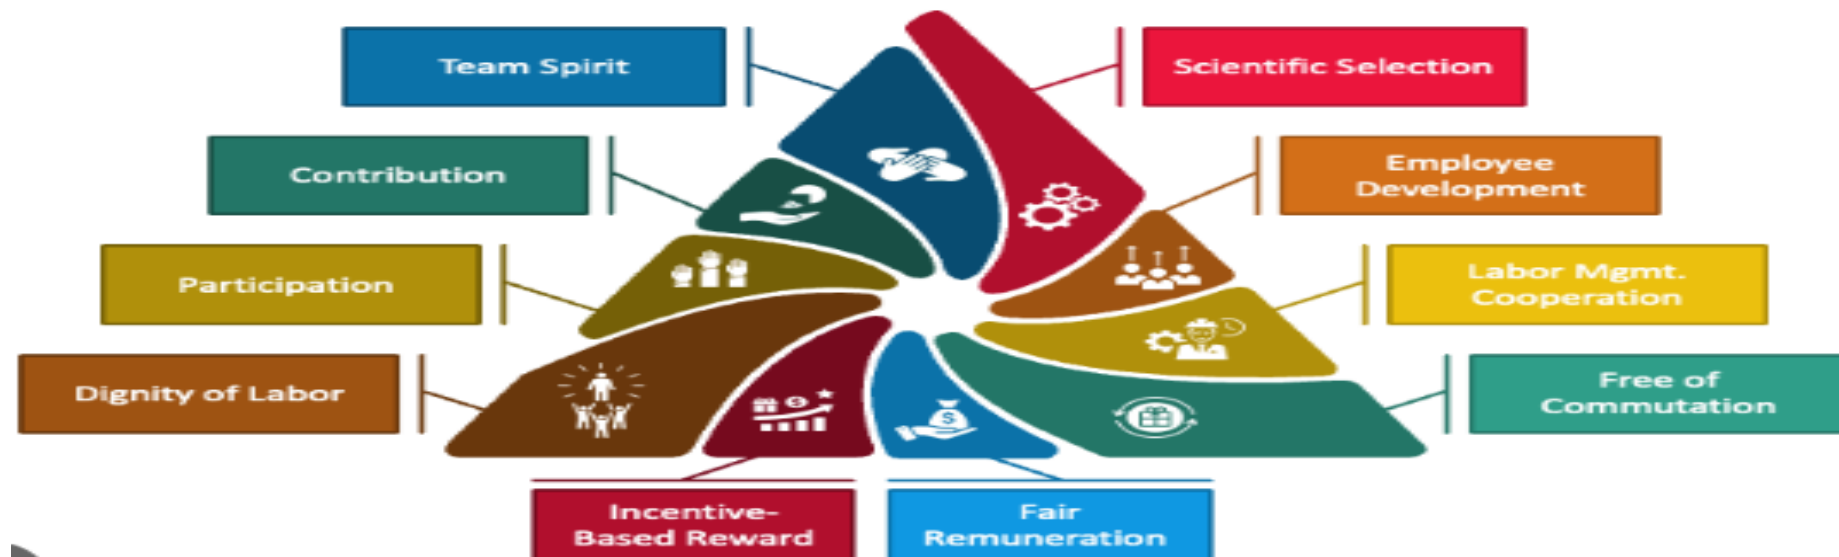 Team Spirit
Scientific Selection
Contribution
Employee
Development
Participation
Labor Mgmt.
Cooperation
Dignity of Labor
Free of
Commutation
Incentive-
Based Reward
Fair
Remuneration